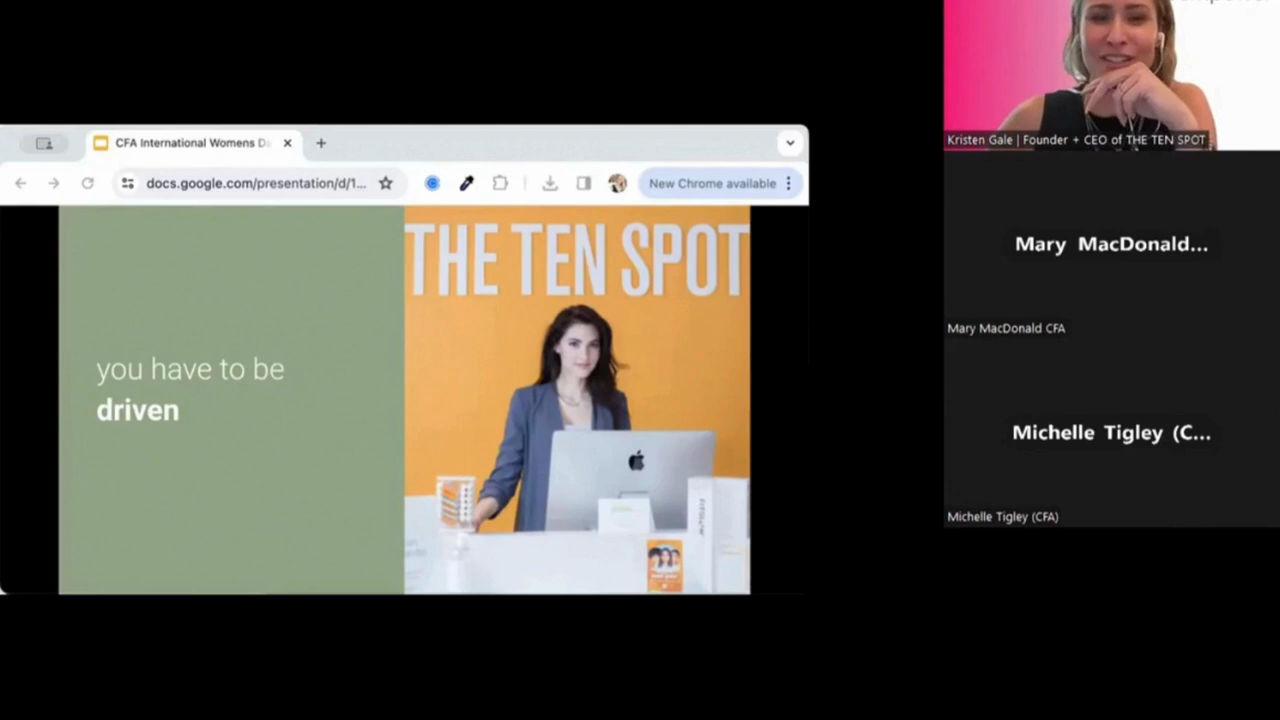 CFA International Womens Da
docs.google.com/presentation/d/1...
New Chrome available
you have to be
driven
THE TEN SPOT
Kristen Gale | Founder + CEO of THE TEN SPOT
Mary MacDonald...
Mary MacDonald CFA
Michelle Tigley (C...
Michelle Tigley (CFA)